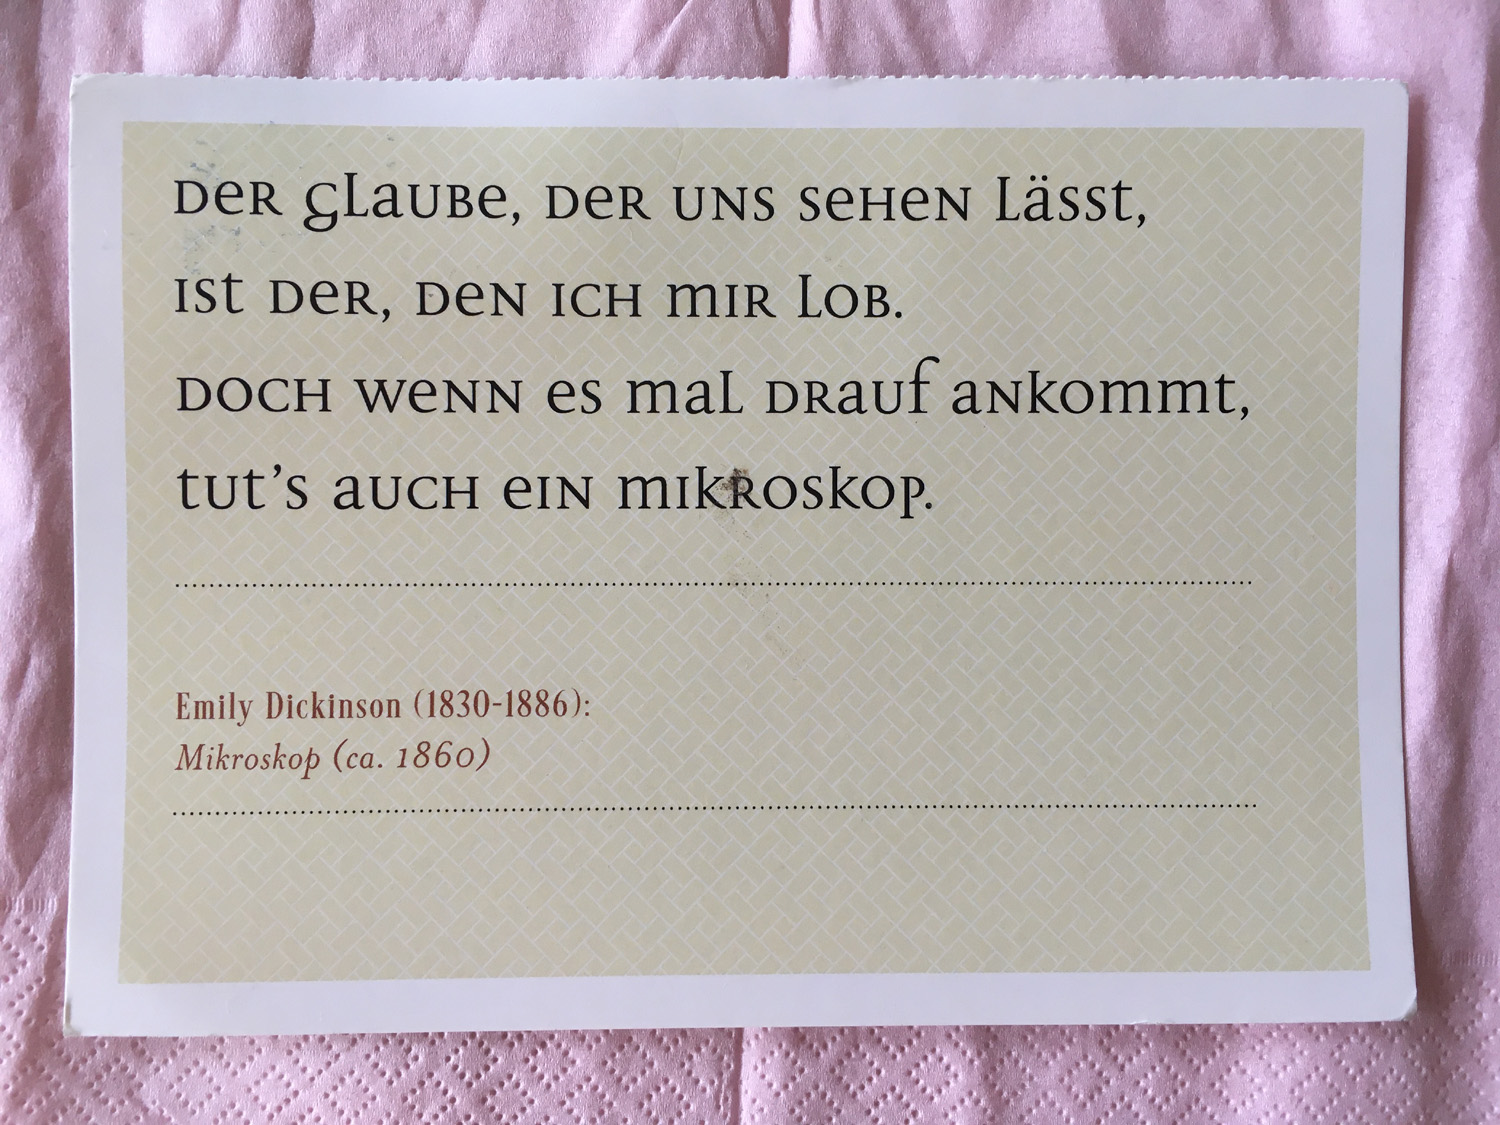 Der Glaube, der uns sehen lässt,
ist der, den ich mir lob.
Doch wenn es mal drauf ankommt,
tut's auch ein Mikroskop.
Emily Dickinson (1830-1886):
Mikroskop (ca. 1860)